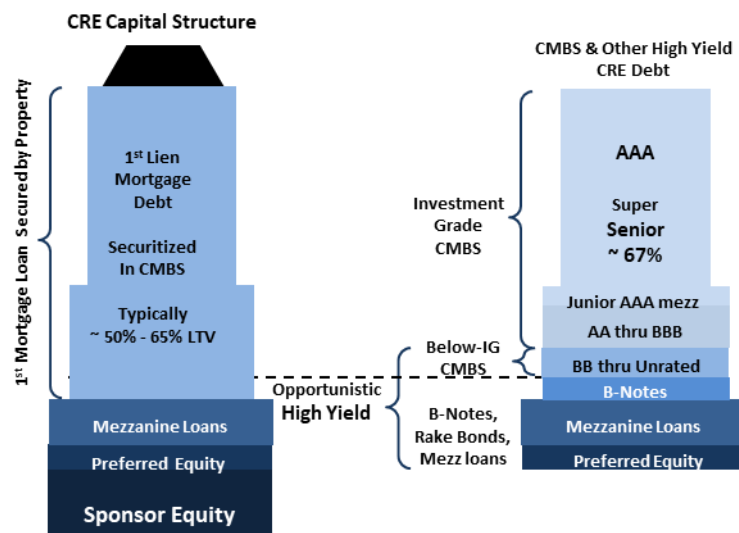 CRE Capital Structure
1st Mortgage Loan Secured by Property
1st Lien
Mortgage
Debt
Securitized
In CMBS
Typically
~ 50% - 65% LTV
Mezzanine Loans
Preferred Equity
Sponsor Equity
CMBS & Other High Yield
CRE Debt
Investment
Grade
CMBS
AAA
Super
Senior
~ 67%
Junior AAA mezz
AA thru BBB
Below-IG
CMBS
BB thru Unrated
Opportunistic
High Yield
B-Notes,
Rake Bonds,
Mezz loans
B-Notes
Mezzanine Loans
Preferred Equity